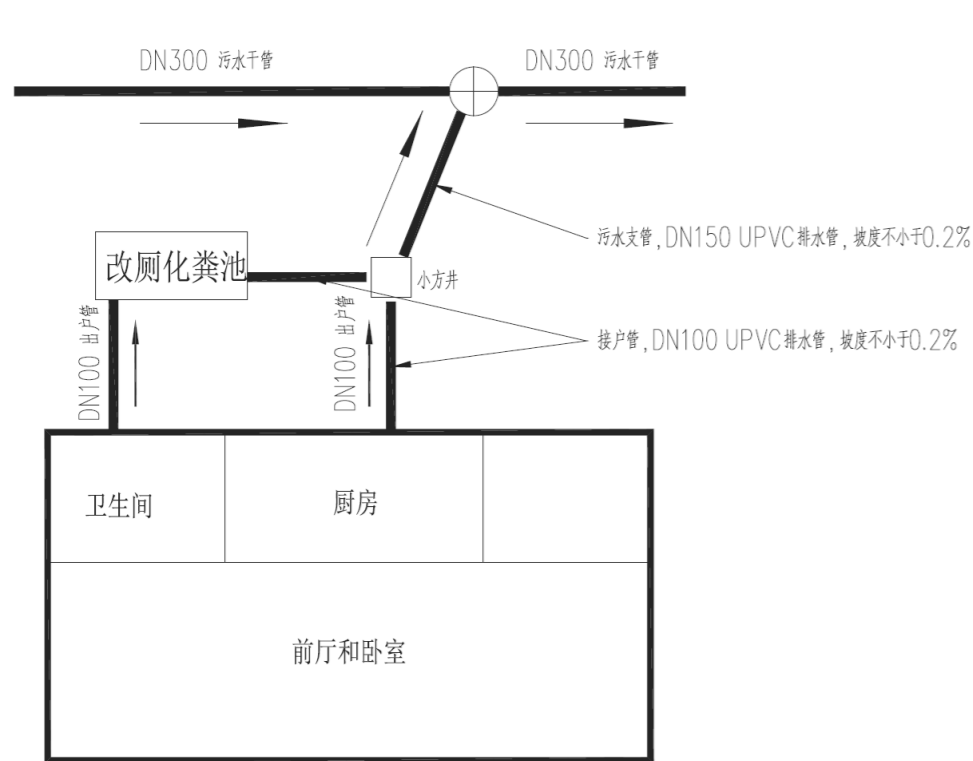 DN300 污水干管
DN300 污水干管
污水支管,DN150 UPVC排水管,坡度不小于0.2%
改厕化粪池
小方井
DN100 出户管
DN100 出户管
接户管,DN100 UPVC排水管,坡度不小于0.2%
卫生间
厨房
前厅和卧室